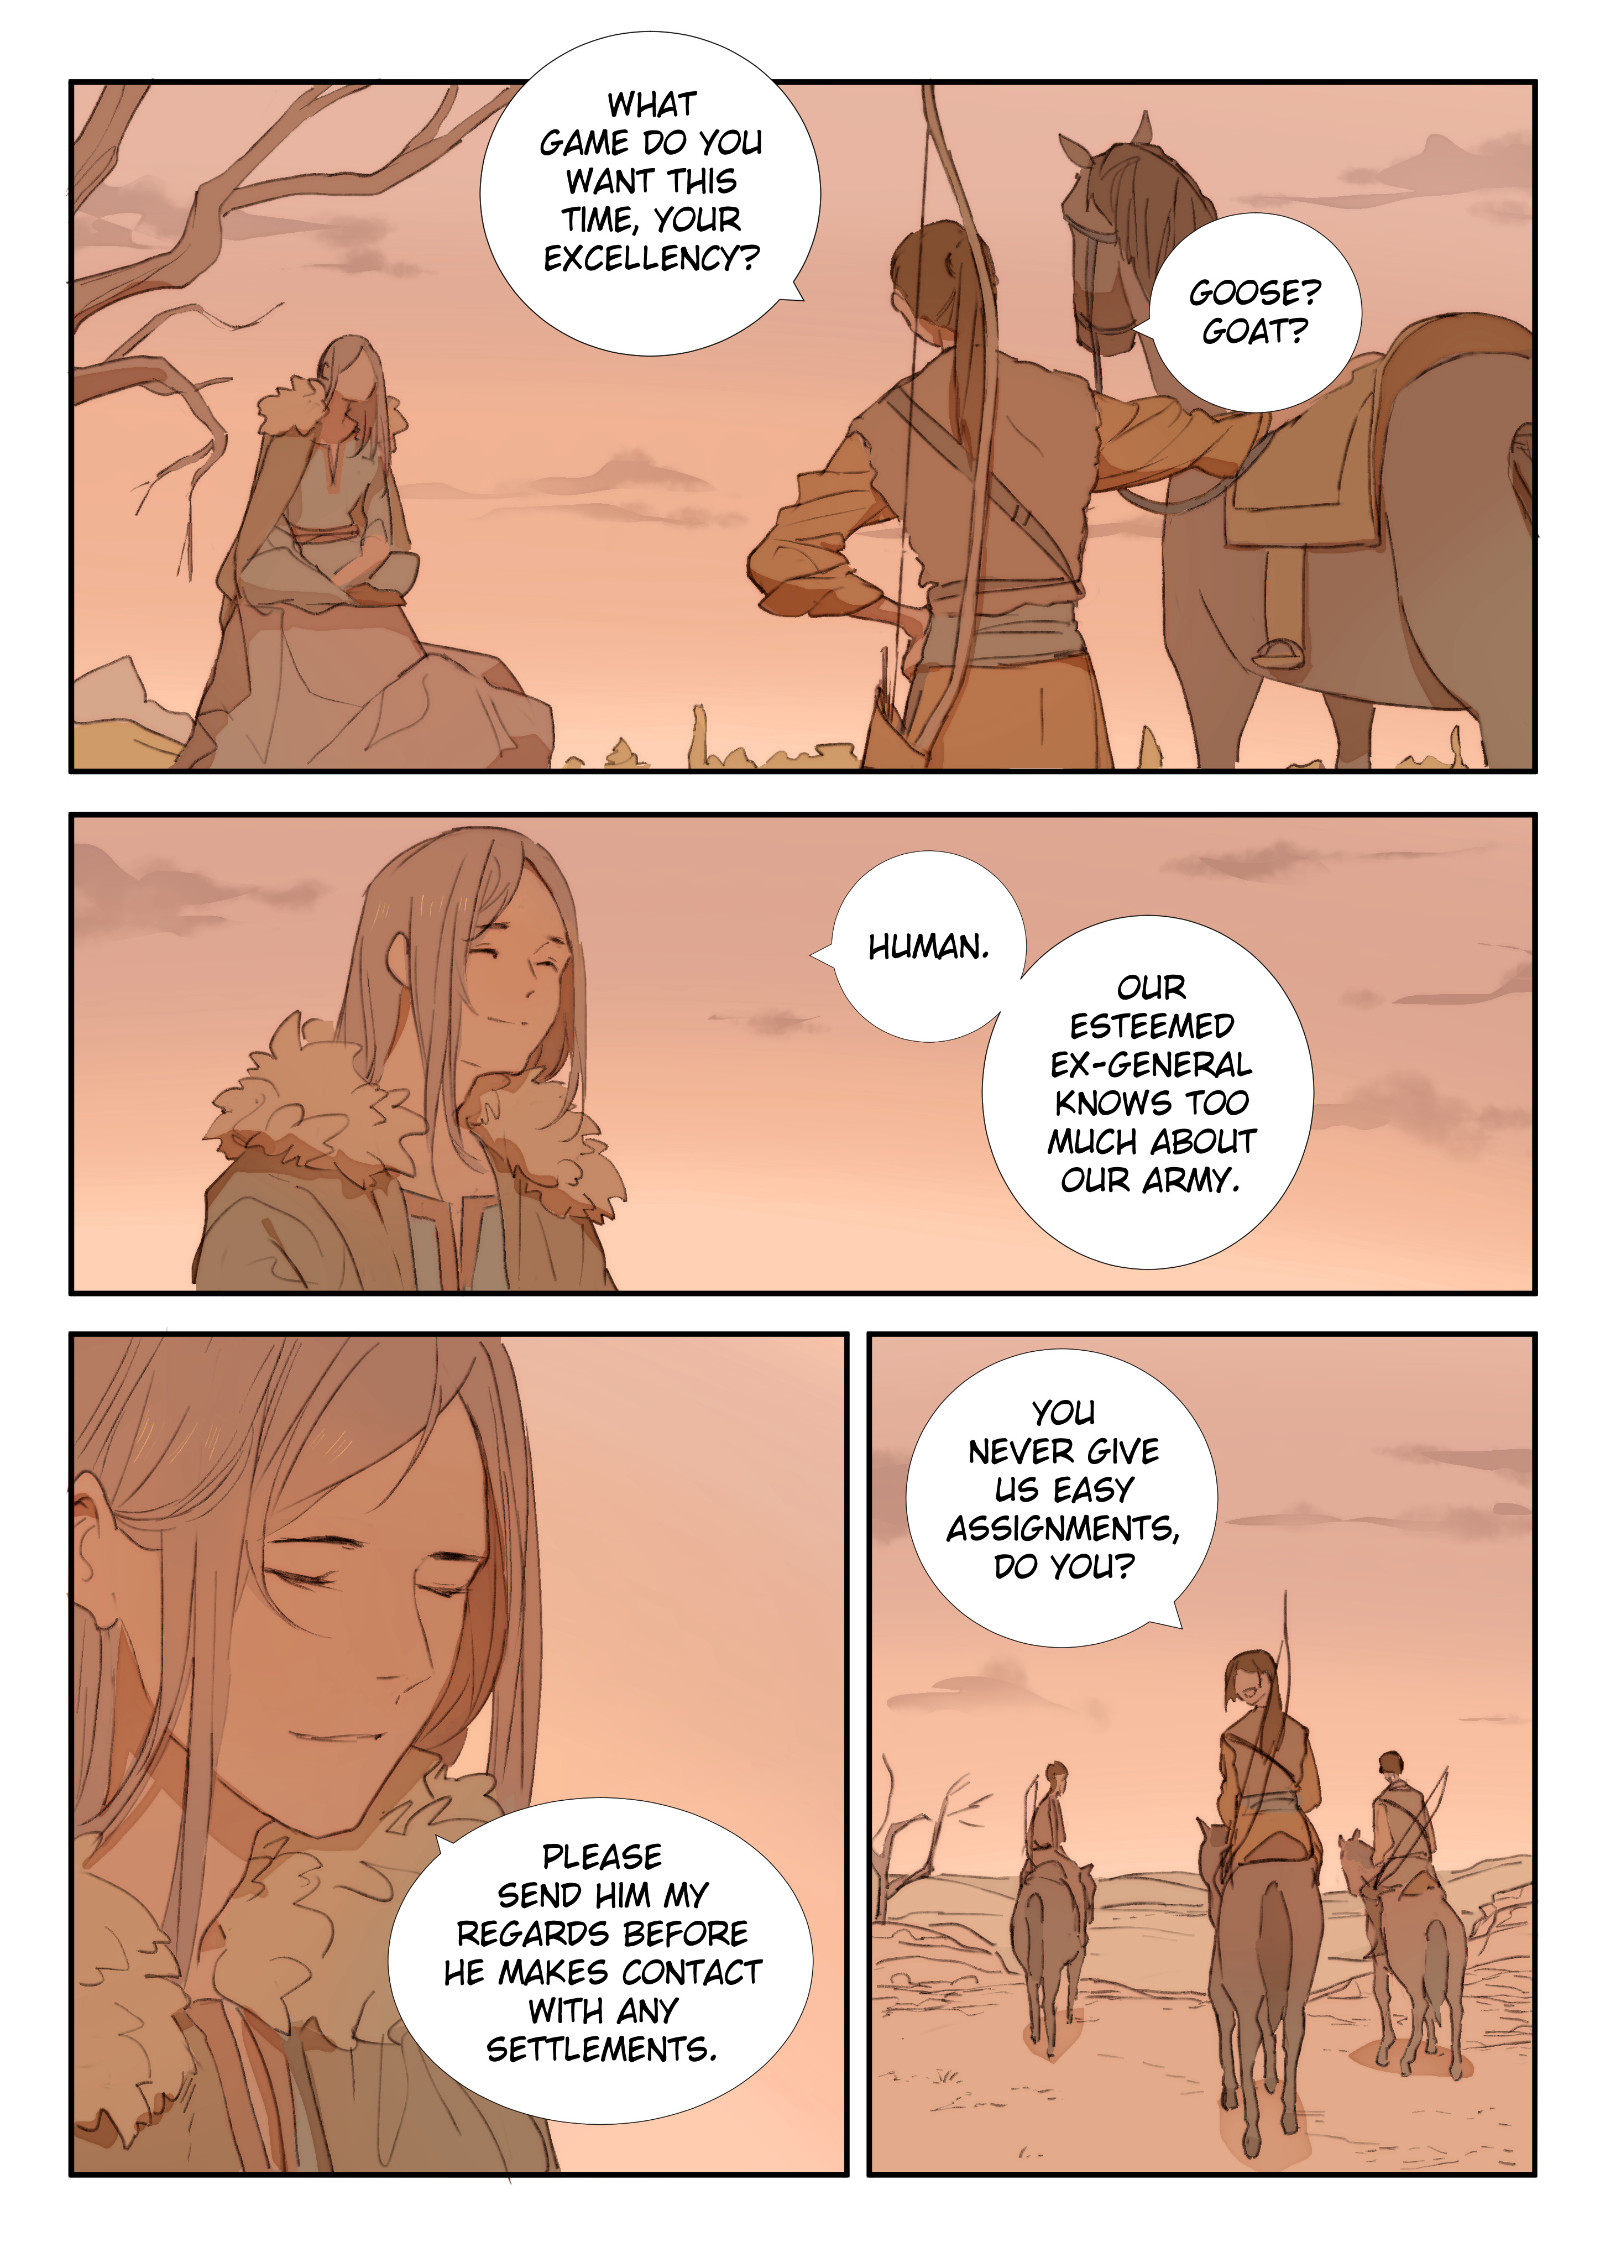 WHAT
GAME DO YOU
WANT THIS
TIME, YOUR
EXCELLENCY?
GOOSE?
GOAT?
HUMAN.
OUR
ESTEEMED
EX-GENERAL
KNOWS TOO
MUCH ABOUT
OUR ARMY.
PLEASE
SEND HIM MY
REGARDS BEFORE
HE MAKES CONTACT
WITH ANY
SETTLEMENTS.
YOU
NEVER GIVE
US EASY
ASSIGNMENTS,
DO YOU?